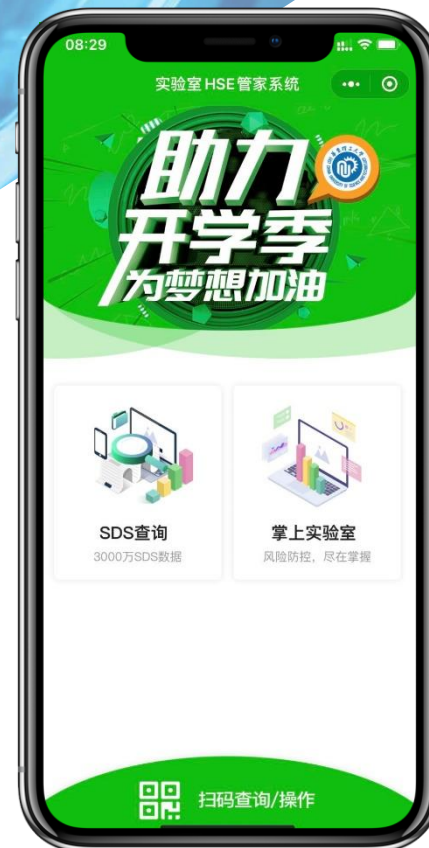 08:29
实验室HSE管家系统
助力
开学季
为梦想加油
SDS查询
3000万SDS数据
掌上实验室
风险防控，尽在掌握
扫码查询/操作